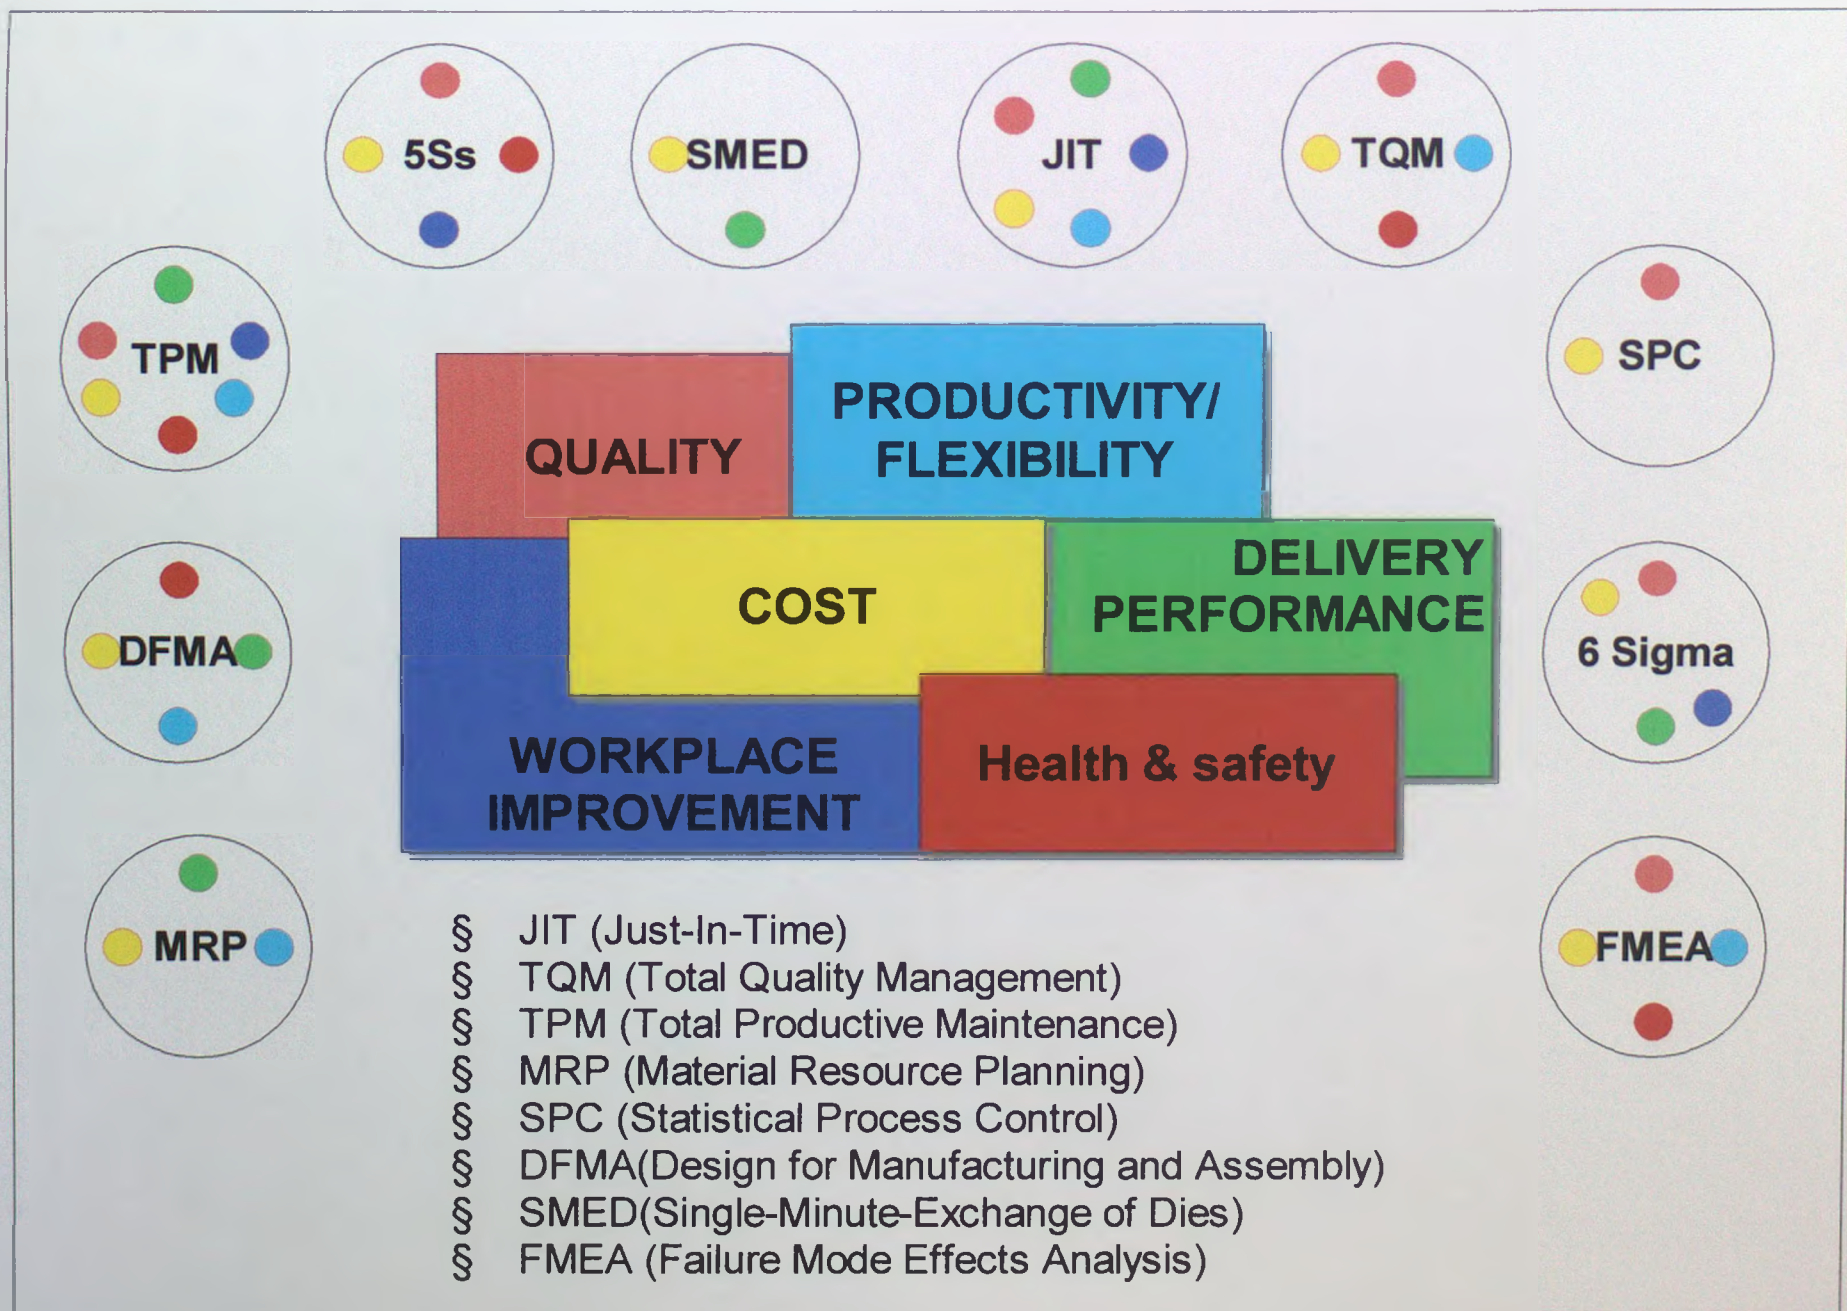 5Ss
SMED
JIT
TQM
TPM
SPC
QUALITY
PRODUCTIVITY/
FLEXIBILITY
COST
DELIVERY
PERFORMANCE
DFMA
6 Sigma
WORKPLACE
IMPROVEMENT
Health & safety
MRP
FMEA
§ JIT (Just-In-Time)
§ TQM (Total Quality Management)
§ TPM (Total Productive Maintenance)
§ MRP (Material Resource Planning)
§ SPC (Statistical Process Control)
§ DFMA(Design for Manufacturing and Assembly)
§ SMED(Single-Minute-Exchange of Dies)
§ FMEA (Failure Mode Effects Analysis)